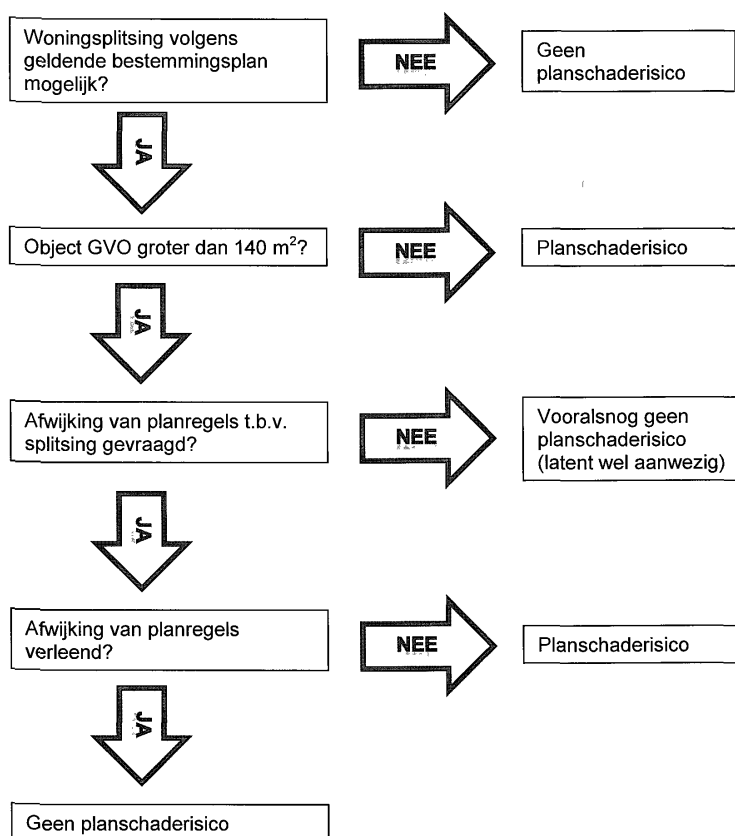 Woningsplitsing volgens
geldende bestemmingsplan
mogelijk?
NEE
Geen
planschaderisico
JA
Object GVO groter dan 140 m²?
NEE
Planschaderisico
JA
Afwijking van planregels t.b.v.
splitsing gevraagd?
NEE
Vooralsnog geen
planschaderisico
(latent wel aanwezig)
JA
Afwijking van planregels
verleend?
NEE
Planschaderisico
JA
Geen planschaderisico